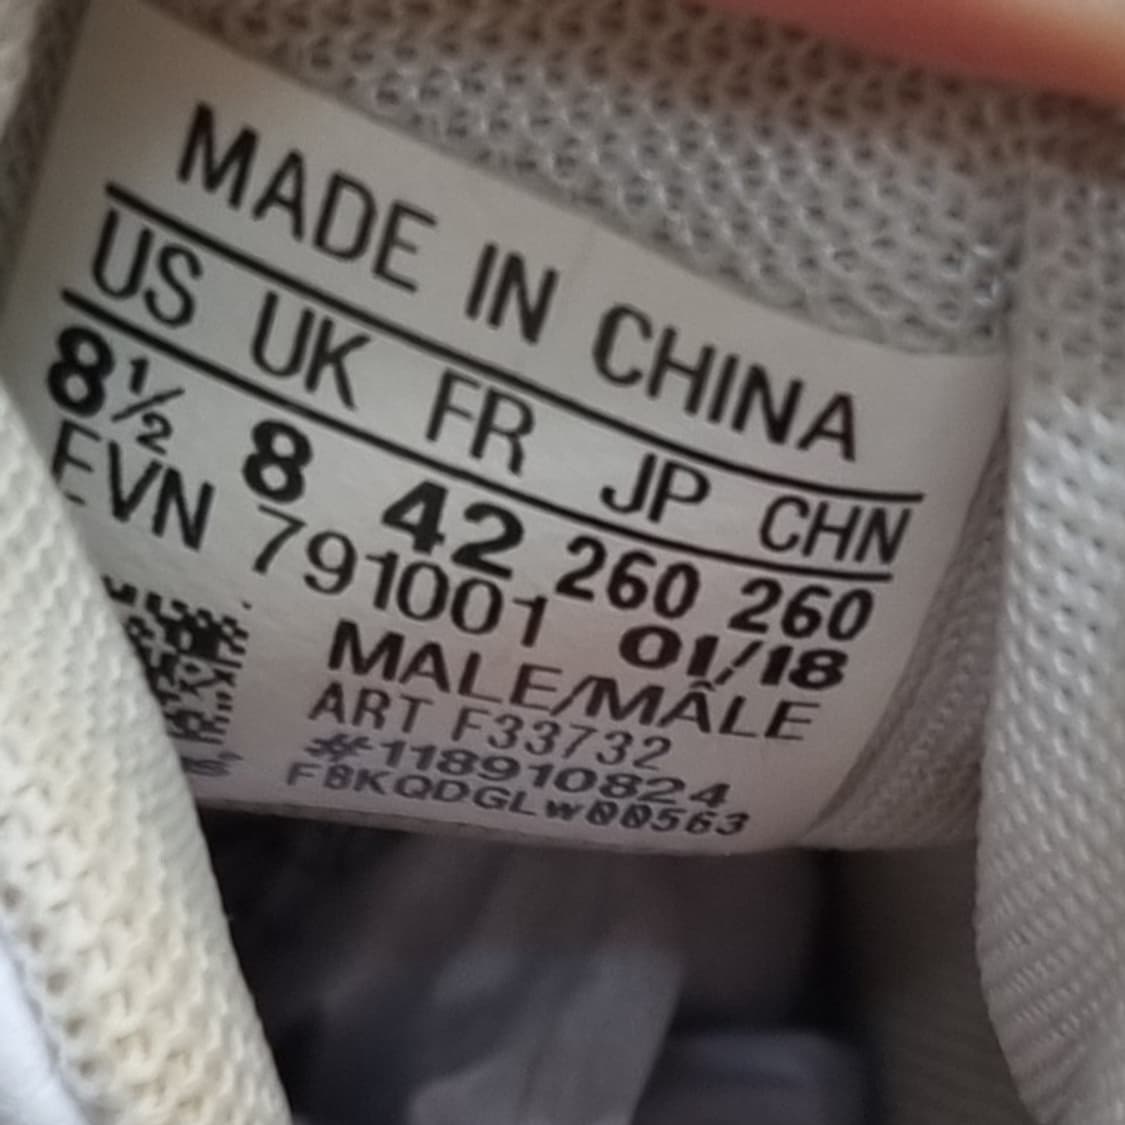 MADE IN CHINA
US UK FR JP CHN
8½ 8 42 260 260
EVN 791001 01/18
MALE/MÂLE
ART F33732
#118910824
F8KQDGLW00563